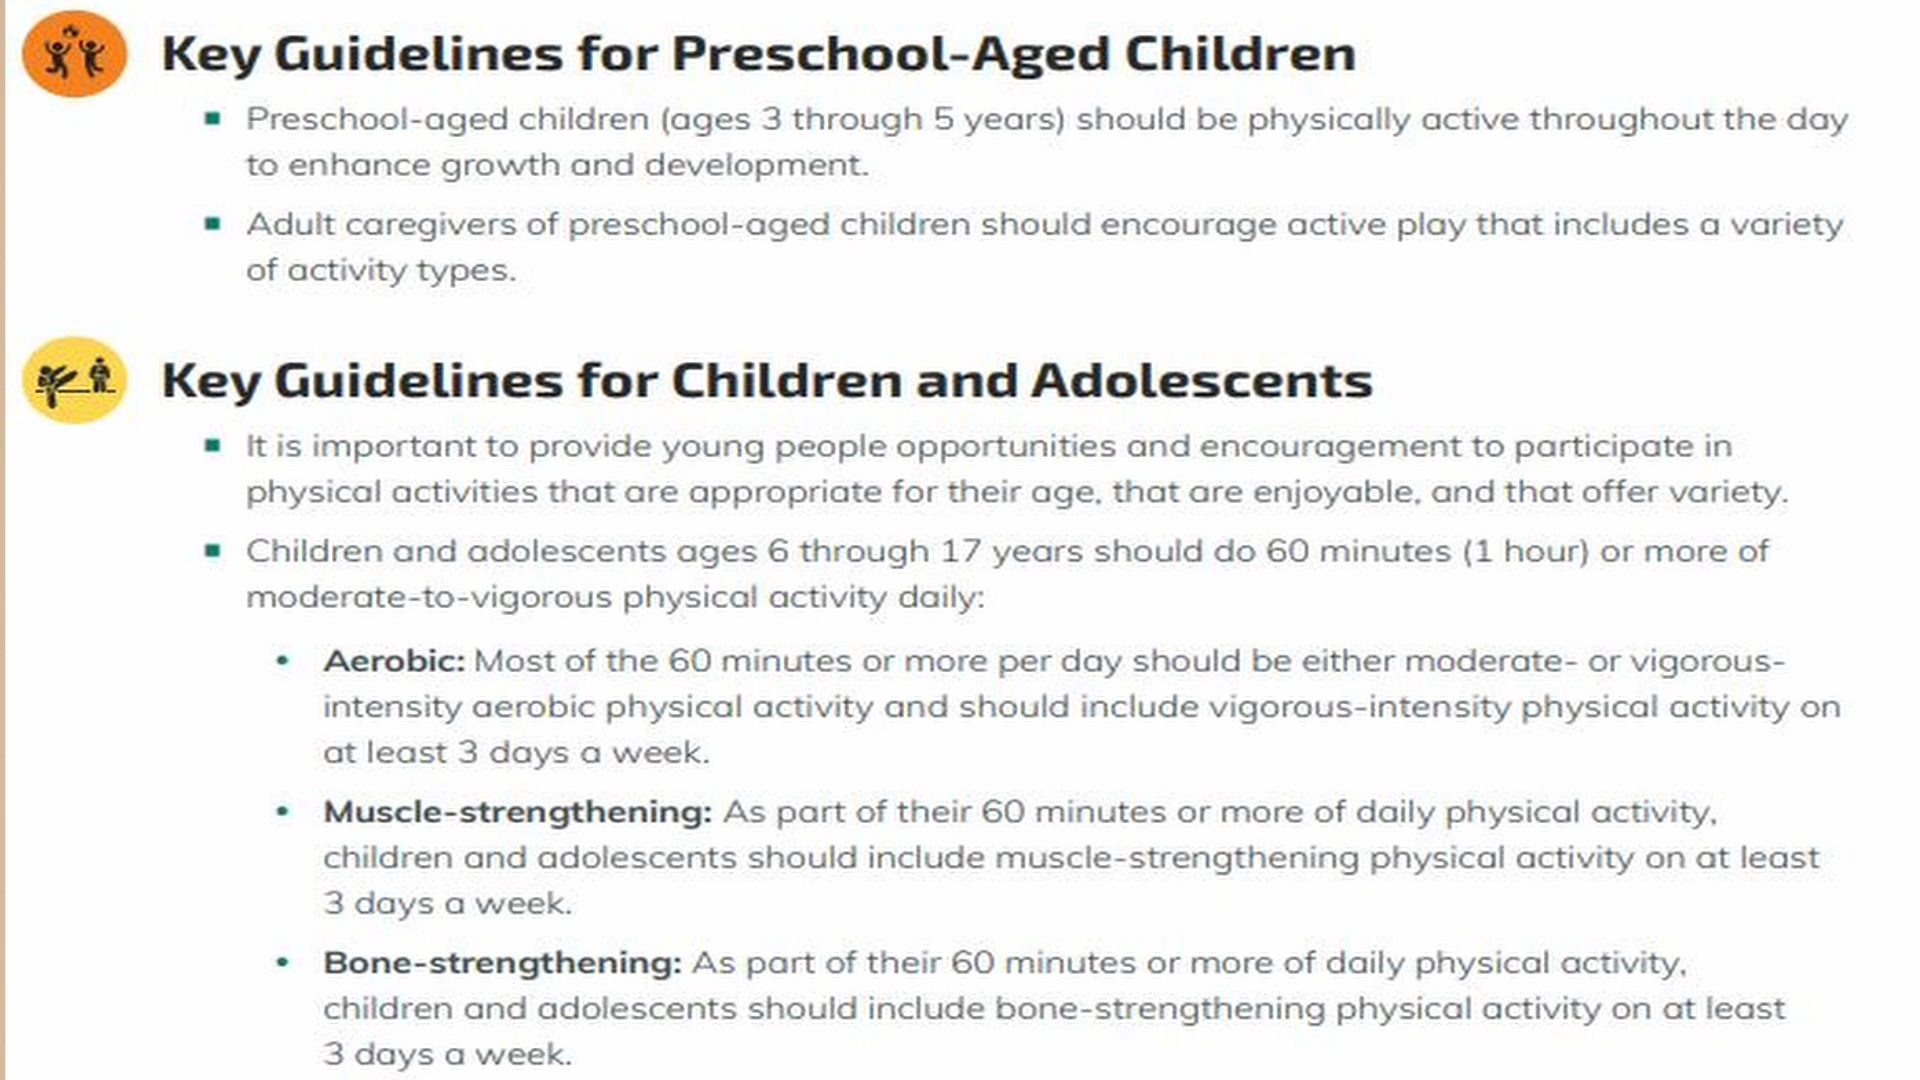 Key Guidelines for Preschool-Aged Children
Preschool-aged children (ages 3 through 5 years) should be physically active throughout the day
to enhance growth and development.
Adult caregivers of preschool-aged children should encourage active play that includes a variety
of activity types.
Key Guidelines for Children and Adolescents
It is important to provide young people opportunities and encouragement to participate in
physical activities that are appropriate for their age, that are enjoyable, and that offer variety.
Children and adolescents ages 6 through 17 years should do 60 minutes (1 hour) or more of
moderate-to-vigorous physical activity daily:
Aerobic: Most of the 60 minutes or more per day should be either moderate- or vigorous-
intensity aerobic physical activity and should include vigorous-intensity physical activity on
at least 3 days a week.
Muscle-strengthening: As part of their 60 minutes or more of daily physical activity,
children and adolescents should include muscle-strengthening physical activity on at least
3 days a week.
Bone-strengthening: As part of their 60 minutes or more of daily physical activity,
children and adolescents should include bone-strengthening physical activity on at least
3 days a week.